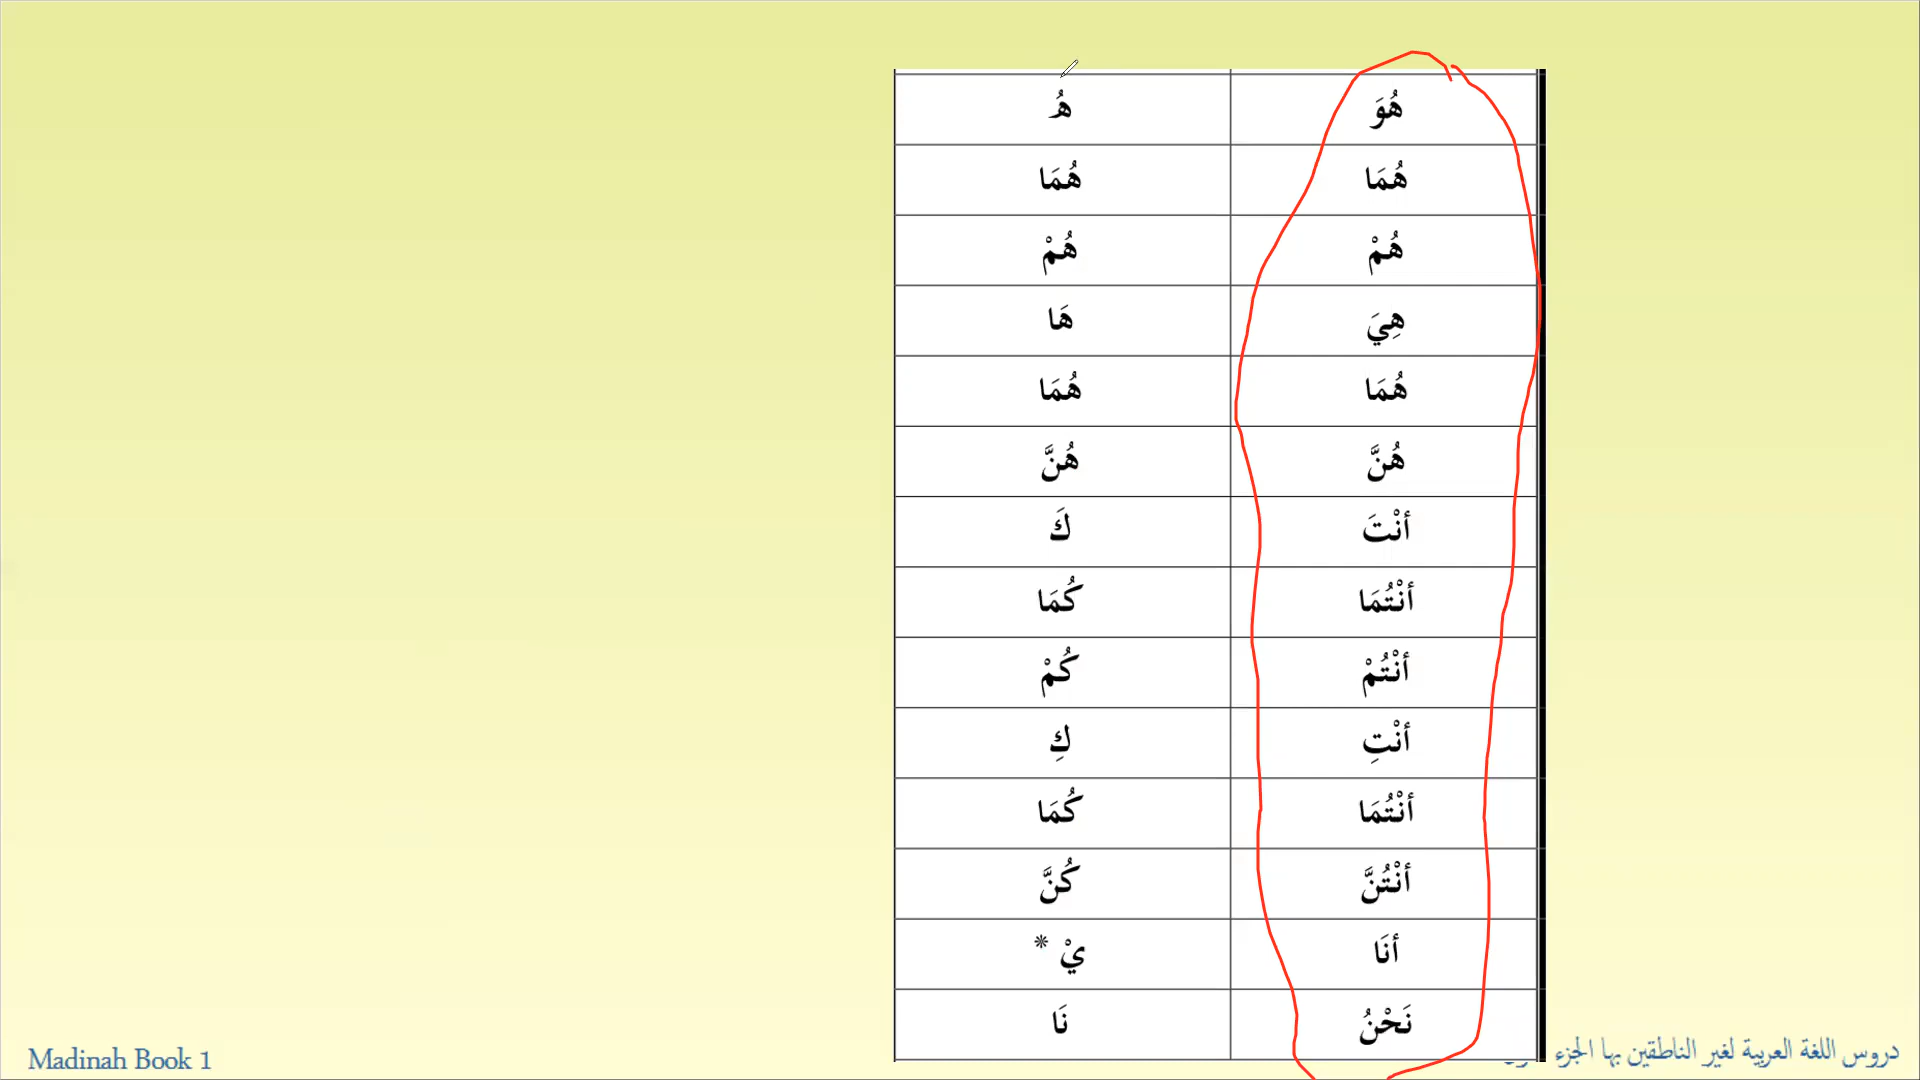 هُوَ هُ
هُمَا هُمَا
هُمْ هُمْ
هِيَ هَا
هُمَا هُمَا
هُنَّ هُنَّ
أنْتَ كَ
أنْتُمَا كُمَا
أنْتُمْ كُمْ
أنْتِ كِ
أنْتُمَا كُمَا
أنْتُنَّ كُنَّ
أنَا يْ *
نَحْنُ نَا
دروس اللغة العربية لغير الناطقين بها الجزء
Madinah Book 1